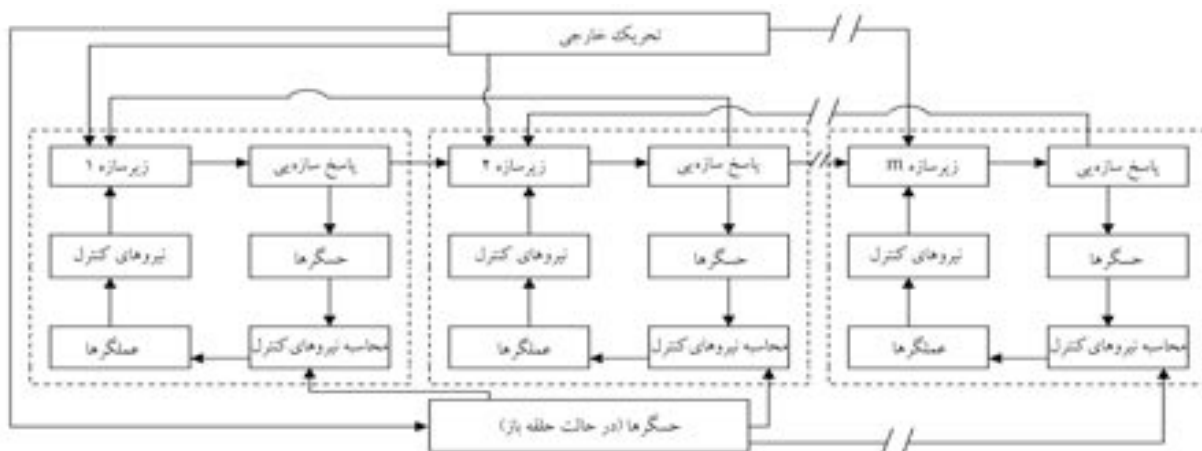 تحریک خارجی
زیرسازه ۱
پاسخ سازه‌یی
زیرسازه ۲
پاسخ سازه‌یی
زیرسازه m
پاسخ سازه‌یی
نیروهای کنترل
حسگرها
نیروهای کنترل
حسگرها
نیروهای کنترل
حسگرها
عملگرها
محاسبه نیروهای کنترل
عملگرها
محاسبه نیروهای کنترل
عملگرها
محاسبه نیروهای کنترل
حسگرها (در حالت حلقه باز)